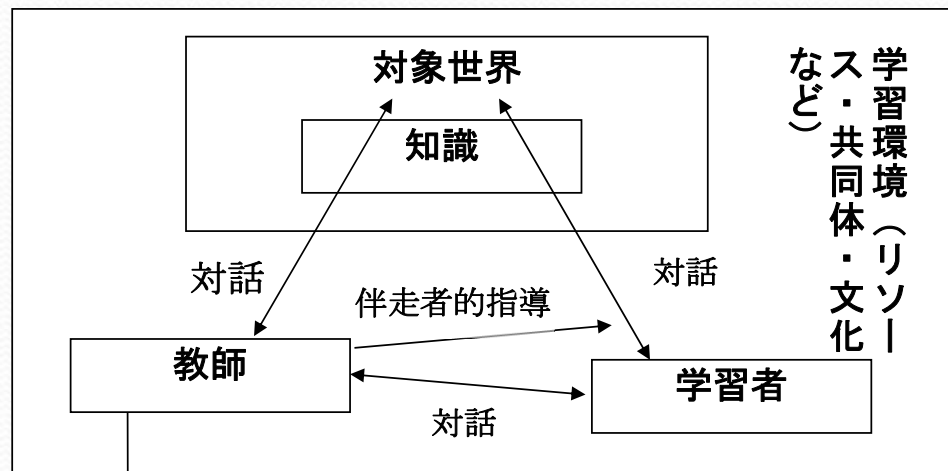 対象世界
知識
学習環境（リソー
ス・共同体・文化
など）
対話
対話
伴走者的指導
教師
学習者
対話